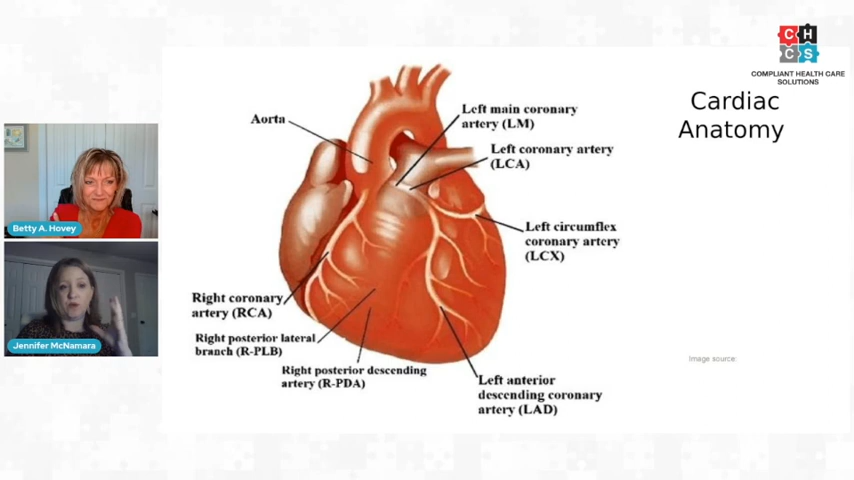 C H
C S
COMPLIANT HEALTH CARE
SOLUTIONS
Cardiac
Anatomy
Aorta
Left main coronary
artery (LM)
Left coronary artery
(LCA)
Left circumflex
coronary artery
(LCX)
Right coronary
artery (RCA)
Right posterior lateral
branch (R-PLB)
Right posterior descending
artery (R-PDA)
Left anterior
descending coronary
artery (LAD)
Image source:
Betty A. Hovey
Jennifer McNamara